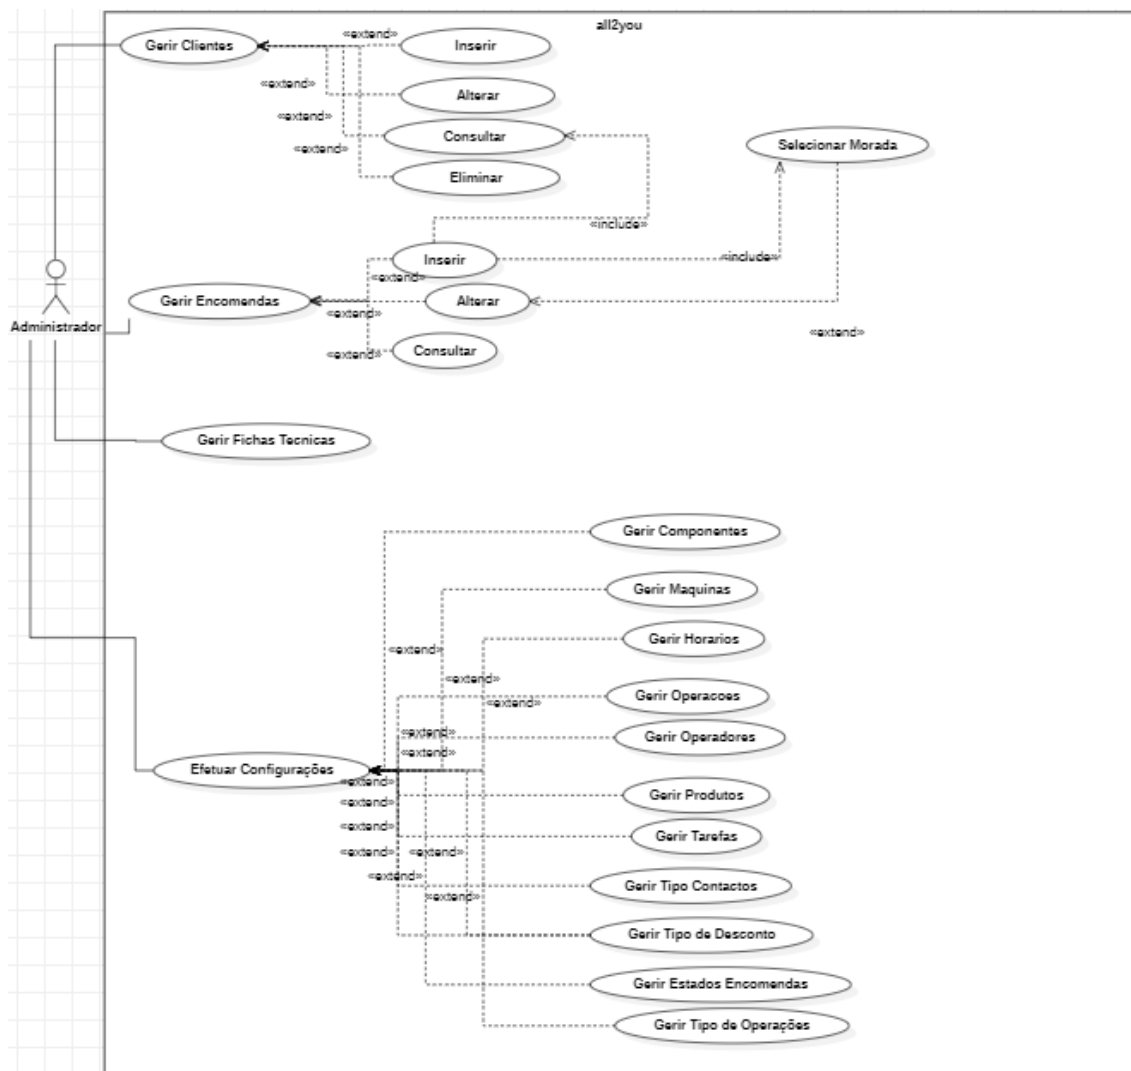 all2you
Gerir Clientes
«extend»
Inserir
«extend»
Alterar
«extend»
Consultar
Selecionar Morada
«extend»
Eliminar
«include»
Inserir
«include»
«extend»
Gerir Encomendas
Alterar
«extend»
Administrador
«extend»
«extend»
Consultar
Gerir Fichas Tecnicas
Gerir Componentes
Gerir Maquinas
Gerir Horarios
«extend»
«extend»
Gerir Operacoes
«extend»
«extend»
Gerir Operadores
«extend»
Efetuar Configurações
«extend»
Gerir Produtos
«extend»
«extend»
Gerir Tarefas
«extend»
«extend»
«extend»
Gerir Tipo Contactos
«extend»
Gerir Tipo de Desconto
Gerir Estados Encomendas
Gerir Tipo de Operações